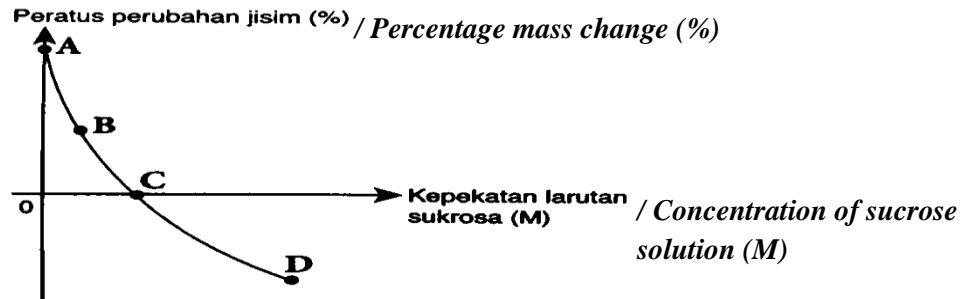 Peratus perubahan jisim (%) / Percentage mass change (%)
A
B
C
0
Kepekatan larutan
sukrosa (M)
/ Concentration of sucrose
solution (M)
D